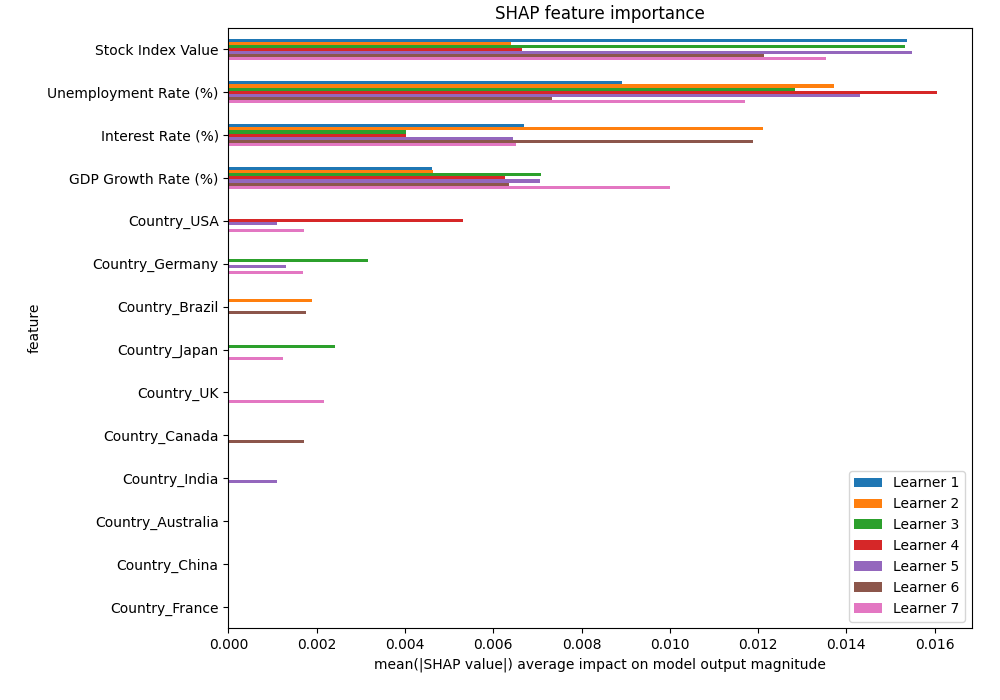 SHAP feature importance
Stock Index Value
Unemployment Rate (%)
Interest Rate (%)
GDP Growth Rate (%)
Country_USA
Country_Germany
Country_Brazil
Country_Japan
Country_UK
Country_Canada
Country_India
Country_Australia
Country_China
Country_France
feature
Learner 1
Learner 2
Learner 3
Learner 4
Learner 5
Learner 6
Learner 7
0.000 0.002 0.004 0.006 0.008 0.010 0.012 0.014 0.016
mean(|SHAP value|) average impact on model output magnitude